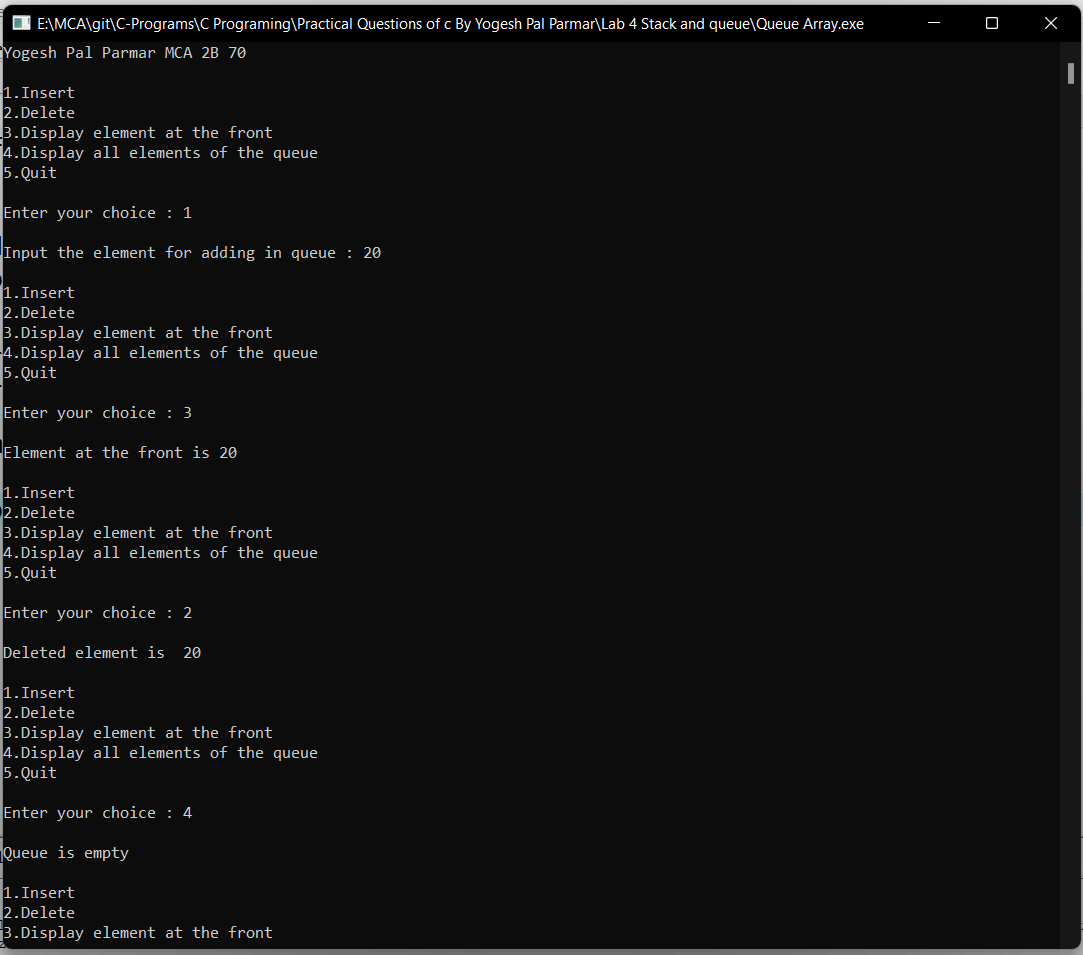 E:\MCA\git\C-Programs\C Programing\Practical Questions of c By Yogesh Pal Parmar\Lab 4 Stack and queue\Queue Array.exe
Yogesh Pal Parmar MCA 2B 70
1.Insert
2.Delete
3.Display element at the front
4.Display all elements of the queue
5.Quit
Enter your choice : 1
Input the element for adding in queue : 20
1.Insert
2.Delete
3.Display element at the front
4.Display all elements of the queue
5.Quit
Enter your choice : 3
Element at the front is 20
1.Insert
2.Delete
3.Display element at the front
4.Display all elements of the queue
5.Quit
Enter your choice : 2
Deleted element is  20
1.Insert
2.Delete
3.Display element at the front
4.Display all elements of the queue
5.Quit
Enter your choice : 4
Queue is empty
1.Insert
2.Delete
3.Display element at the front